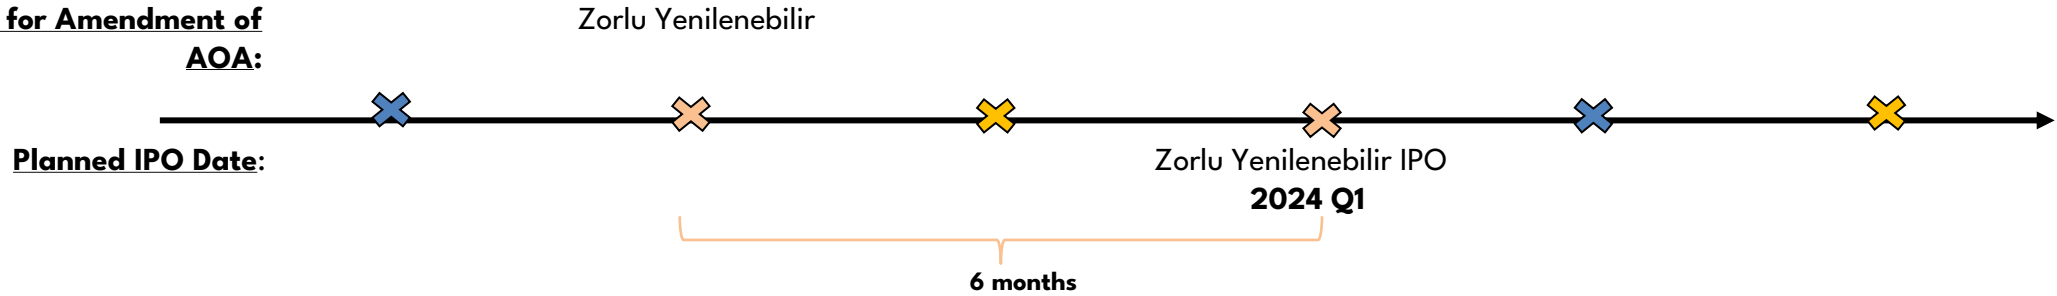 for Amendment of
AOA:
Zorlu Yenilenebilir
Planned IPO Date:
Zorlu Yenilenebilir IPO
2024 Q1
6 months